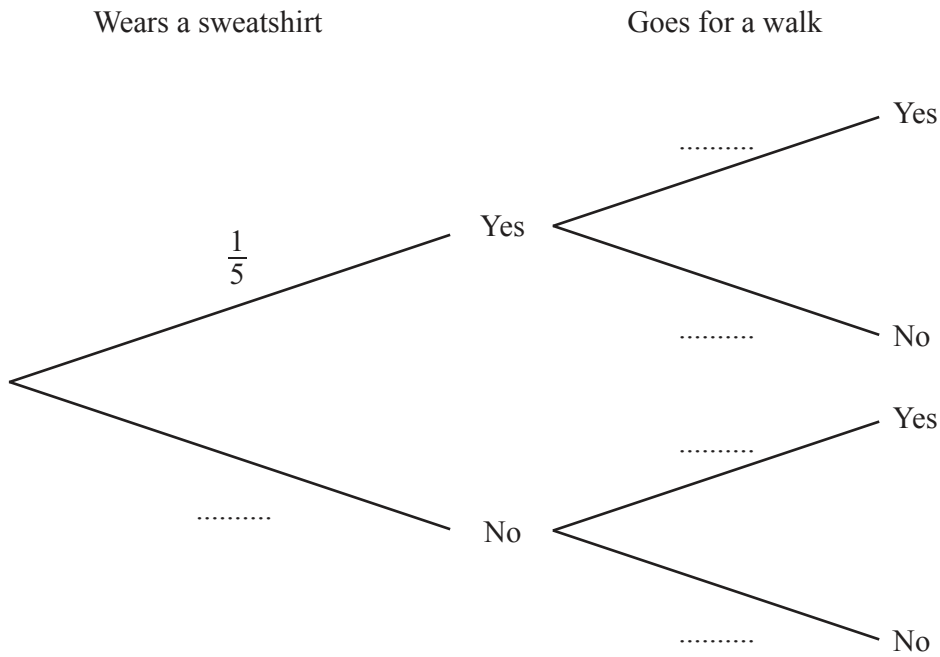 Wears a sweatshirt Goes for a walk
Yes
..........
1/5
Yes
..........
No
Yes
..........
..........
No
..........
No